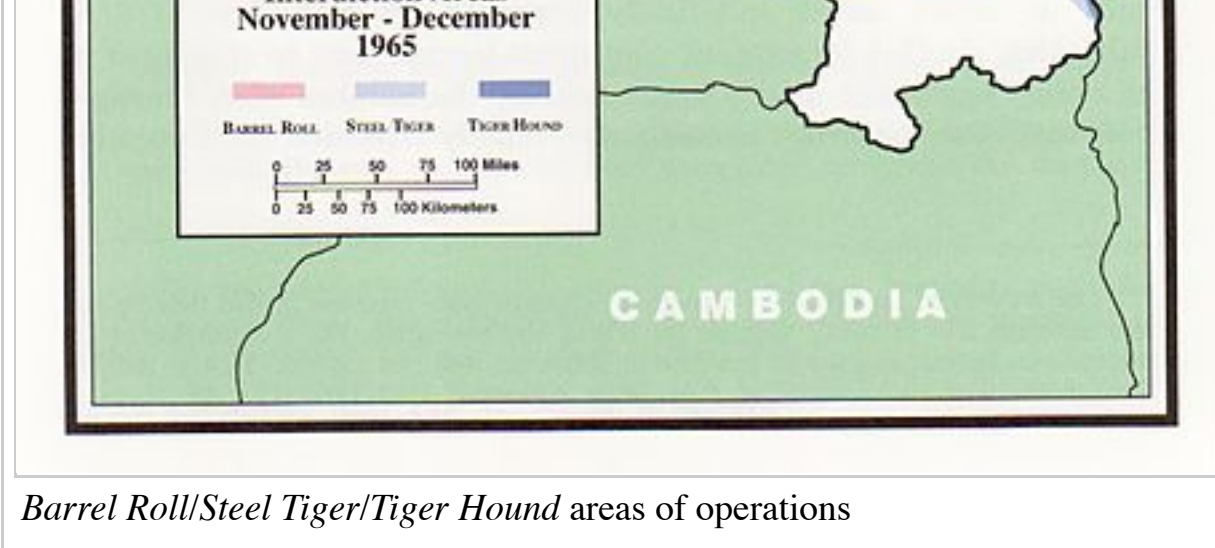 November - December
1965
BARREL ROLL STEEL TIGER TIGER HOUND
0 25 50 75 100 Miles
0 25 50 75 100 Kilometers
CAMBODIA
Barrel Roll/Steel Tiger/Tiger Hound areas of operations